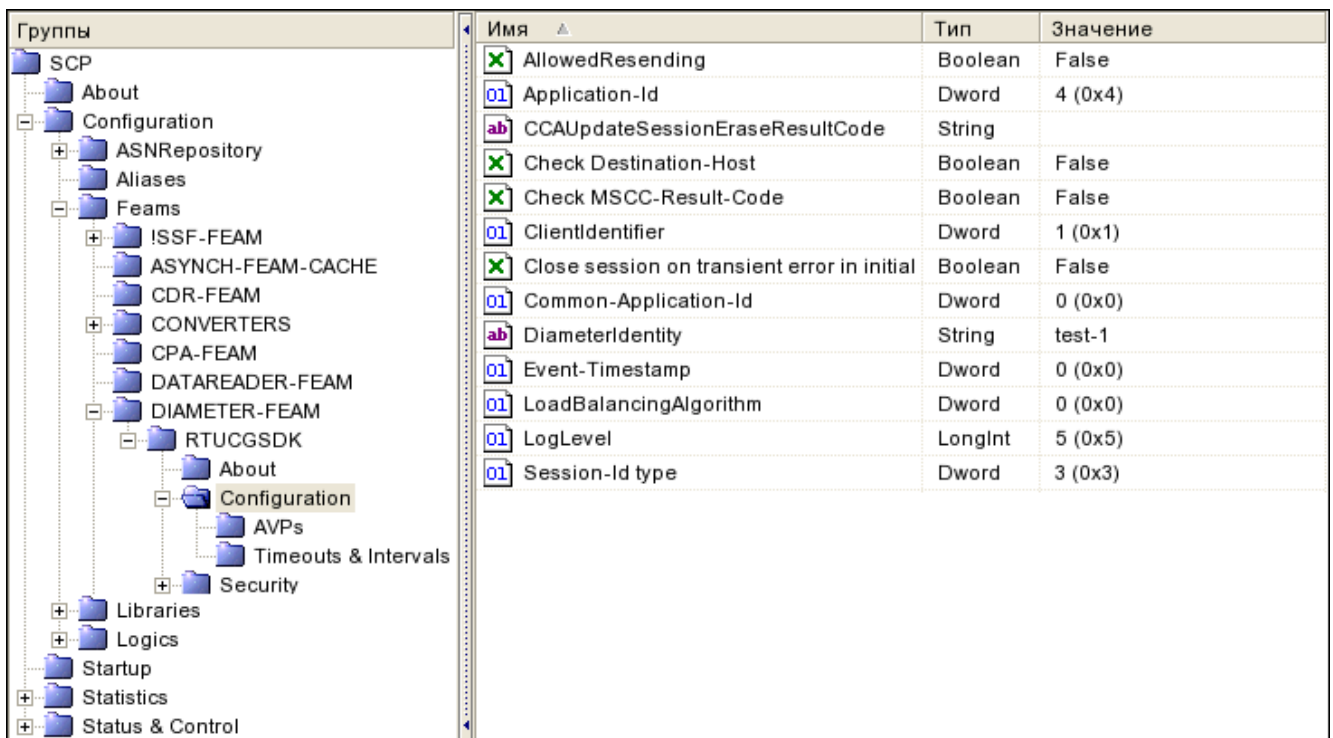 Группы
SCP
About
Configuration
ASNRepository
Aliases
Feams
!SSF-FEAM
ASYNCH-FEAM-CACHE
CDR-FEAM
CONVERTERS
CPA-FEAM
DATAREADER-FEAM
DIAMETER-FEAM
RTUCGSDK
About
Configuration
AVPs
Timeouts & Intervals
Security
Libraries
Logics
Startup
Statistics
Status & Control
Имя Тип Значение
AllowedResending Boolean False
Application-Id Dword 4 (0x4)
CCAUpdateSessionEraseResultCode String
Check Destination-Host Boolean False
Check MSCC-Result-Code Boolean False
ClientIdentifier Dword 1 (0x1)
Close session on transient error in initial Boolean False
Common-Application-Id Dword 0 (0x0)
DiameterIdentity String test-1
Event-Timestamp Dword 0 (0x0)
LoadBalancingAlgorithm Dword 0 (0x0)
LogLevel LongInt 5 (0x5)
Session-Id type Dword 3 (0x3)